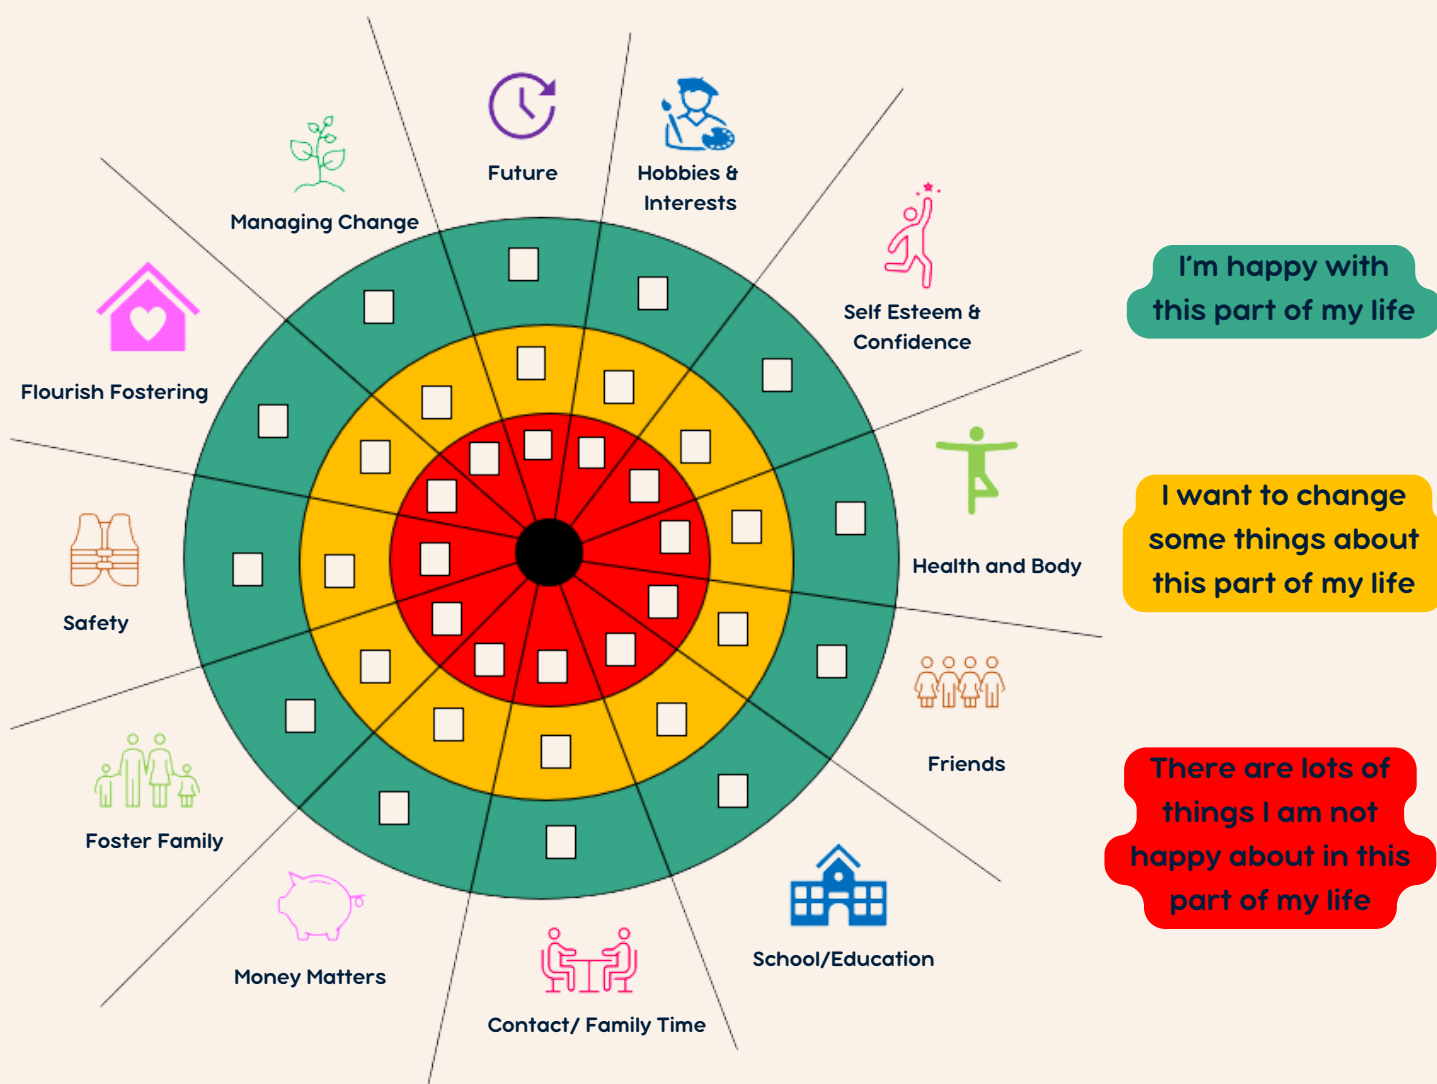 Future
Hobbies &
Interests
Managing Change
Self Esteem &
Confidence
Flourish Fostering
Health and Body
Safety
Friends
Foster Family
School/Education
Money Matters
Contact/ Family Time
I'm happy with
this part of my life
I want to change
some things about
this part of my life
There are lots of
things I am not
happy about in this
part of my life